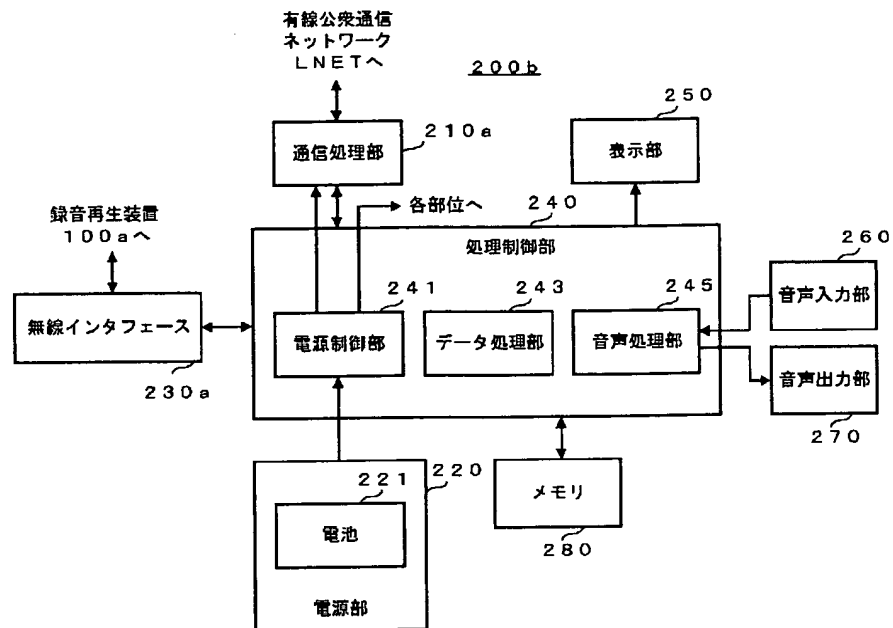 有線公衆通信
ネットワーク
LNETへ
200b
250
通信処理部
210a
表示部
録音再生装置
100aへ
各部位へ
240
処理制御部
260
無線インタフェース
230a
241
電源制御部
243
データ処理部
245
音声処理部
音声入力部
音声出力部
270
220
221
電池
電源部
メモリ
280